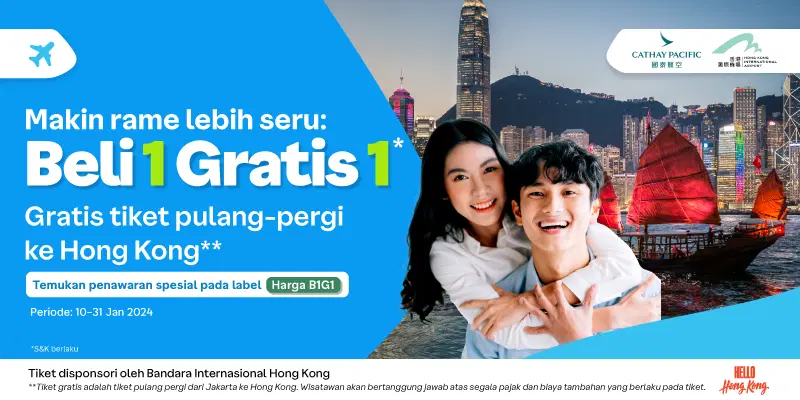 CATHAY PACIFIC
國泰航空
香港
國際機場
HONG KONG
INTERNATIONAL
AIRPORT
Makin rame lebih seru:
Beli 1 Gratis 1*
Gratis tiket pulang-pergi
ke Hong Kong**
Temukan penawaran spesial pada label Harga B1G1
Periode: 10-31 Jan 2024
*S&K berlaku
Tiket disponsori oleh Bandara Internasional Hong Kong
**Tiket gratis adalah tiket pulang pergi dari Jakarta ke Hong Kong. Wisatawan akan bertanggung jawab atas segala pajak dan biaya tambahan yang berlaku pada tiket.
HELLO
Hong Kong